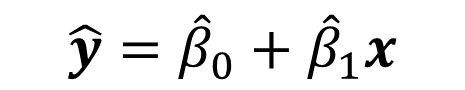 𝒚̂ = β̂₀ + β̂₁𝒙